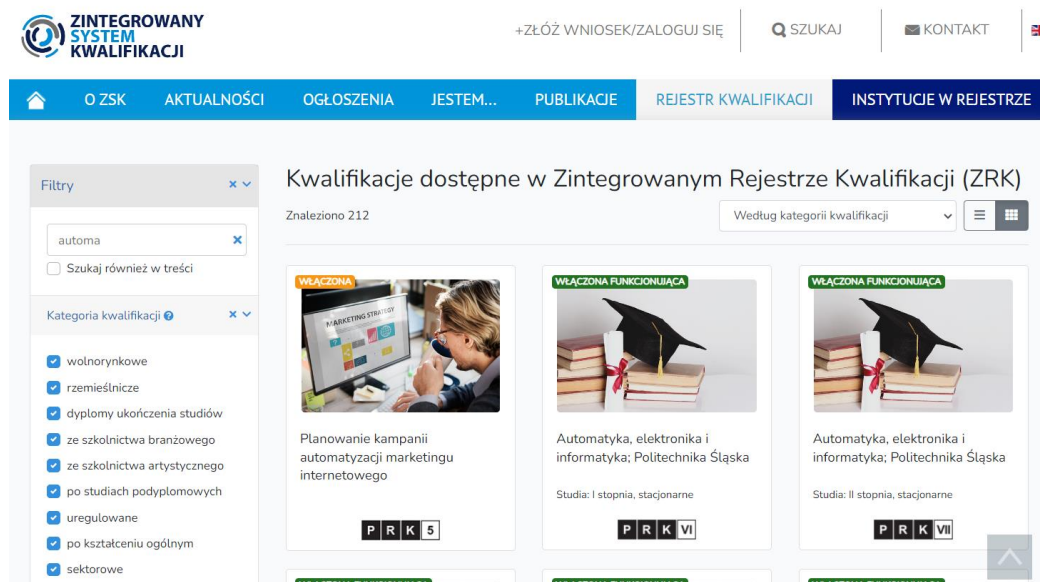 ZINTEGROWANY
SYSTEM
KWALIFIKACJI
+ZŁÓŻ WNIOSEK/ZALOGUJ SIĘ
SZUKAJ
KONTAKT
O ZSK
AKTUALNOŚCI
OGŁOSZENIA
JESTEM...
PUBLIKACJE
REJESTR KWALIFIKACJI
INSTYTUCJE W REJESTRZE
Filtry
automa
Szukaj również w treści
Kategoria kwalifikacji
wolnorynkowe
rzemieślnicze
dyplomy ukończenia studiów
ze szkolnictwa branżowego
ze szkolnictwa artystycznego
po studiach podyplomowych
uregulowane
po kształceniu ogólnym
sektorowe
Kwalifikacje dostępne w Zintegrowanym Rejestrze Kwalifikacji (ZRK)
Znaleziono 212
Według kategorii kwalifikacji
WŁĄCZONA
MARKETING STRATEGY
Planowanie kampanii
automatyzacji marketingu
internetowego
PRK 5
WŁĄCZONA FUNKCJONUJĄCA
Automatyka, elektronika i
informatyka; Politechnika Śląska
Studia: I stopnia, stacjonarne
PRK VI
WŁĄCZONA FUNKCJONUJĄCA
Automatyka, elektronika i
informatyka; Politechnika Śląska
Studia: II stopnia, stacjonarne
PRK VII